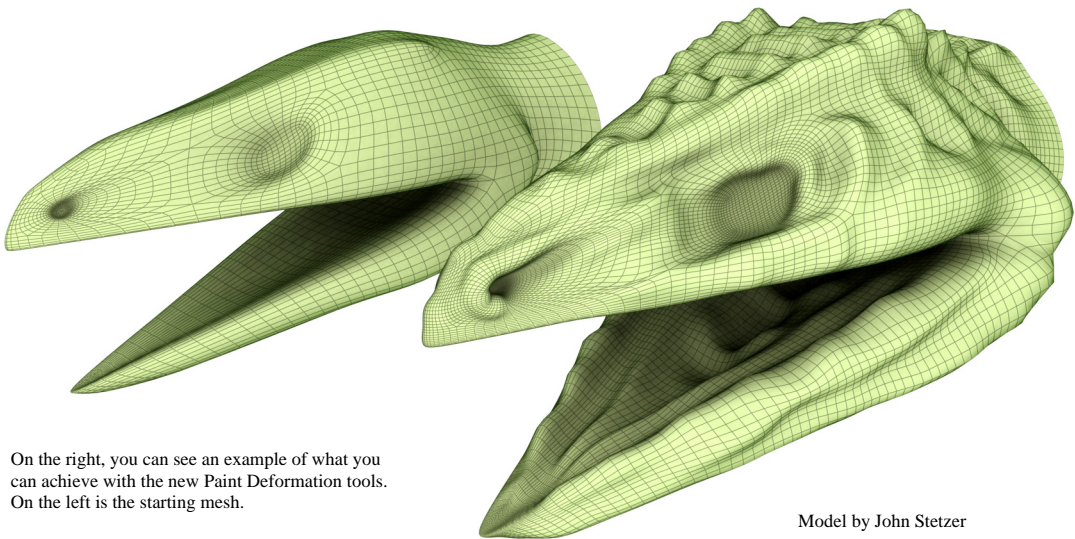 On the right, you can see an example of what you
can achieve with the new Paint Deformation tools.
On the left is the starting mesh.
Model by John Stetzer